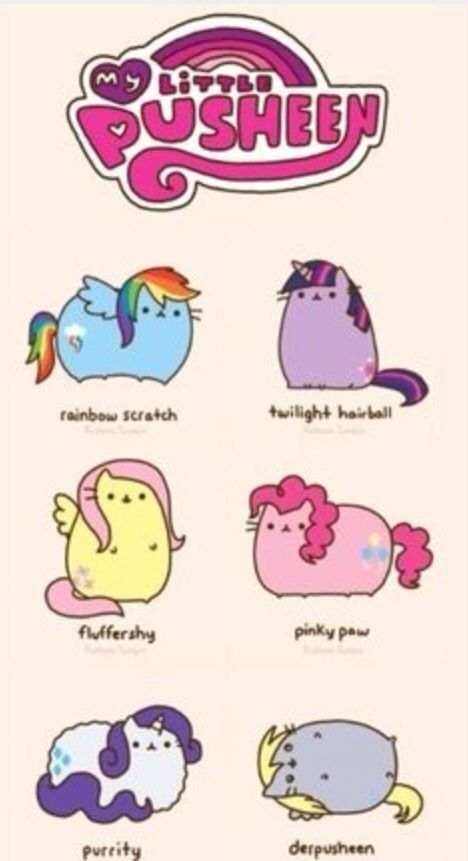 my LiTTLE
PUSHEEN
rainbow scratch
twilight hairball
fluffershy
pinky paw
purrity
derpusheen